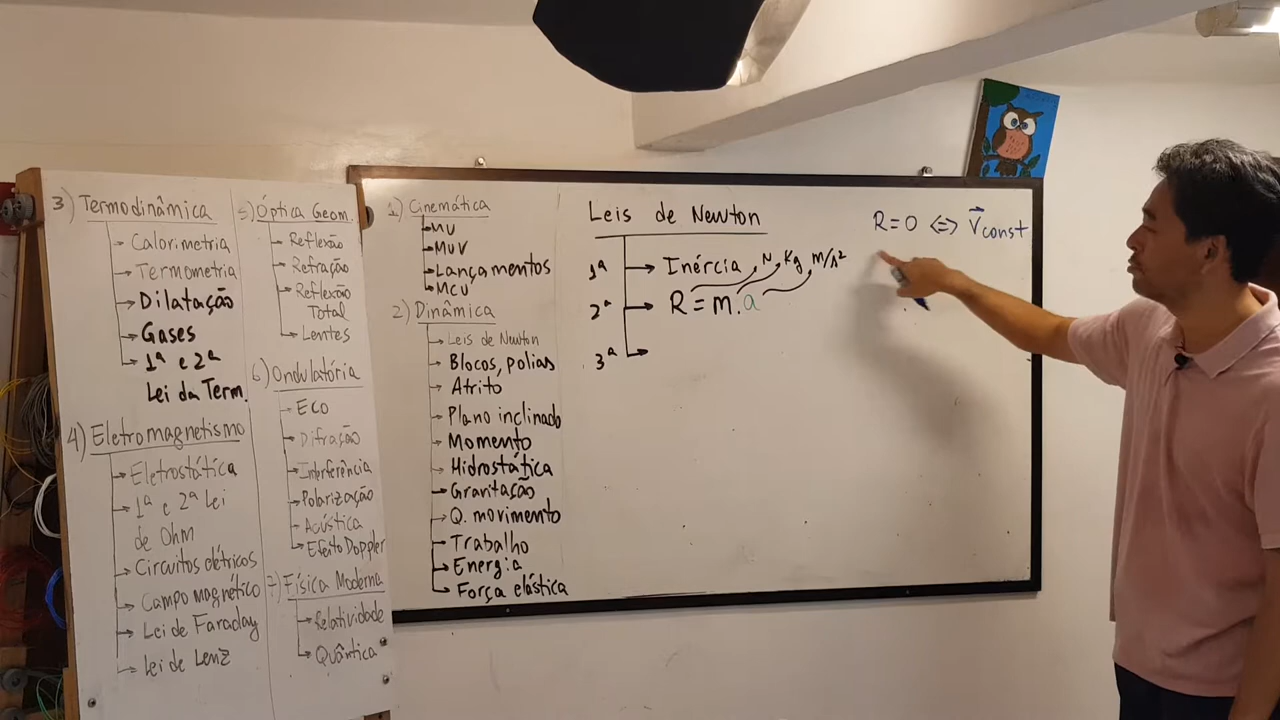 3) Termodinâmica
Calorimetria
Termometria
Dilatação
Gases
1ª e 2ª
Lei da Term.
4) Eletromagnetismo
Eletrostática
1ª e 2ª Lei
de Ohm
Circuitos elétricos
Campo magnético
Lei de Faraday
Lei de Lenz
5) Óptica Geom.
Reflexão
Refração
Reflexão
Total
Lentes
6) Ondulatória
Eco
Difração
Interferência
Polarização
Acústica
Efeito Doppler
7) Física Moderna
Relatividade
Quântica
1) Cinemática
MU
MUV
Lançamentos
MCU
2) Dinâmica
Leis de Newton
Blocos, polias
Atrito
Plano inclinado
Momento
Hidrostática
Gravitação
Q. movimento
Trabalho
Energia
Força elástica
Leis de Newton
1ª → Inércia
N Kg m/s²
2ª → R = m.a
3ª →
R = 0 <=> V⃗const